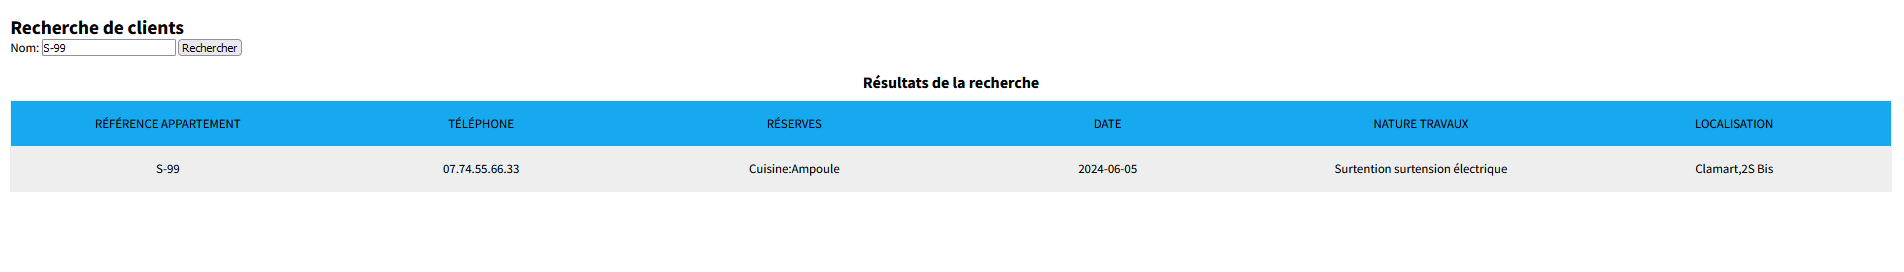 Recherche de clients
Nom: S-99 Rechercher
Résultats de la recherche
RÉFÉRENCE APPARTEMENT TÉLÉPHONE RÉSERVES DATE NATURE TRAVAUX LOCALISATION
S-99 07.74.55.66.33 Cuisine:Ampoule 2024-06-05 Surtention surtension électrique Clamart,2S Bis